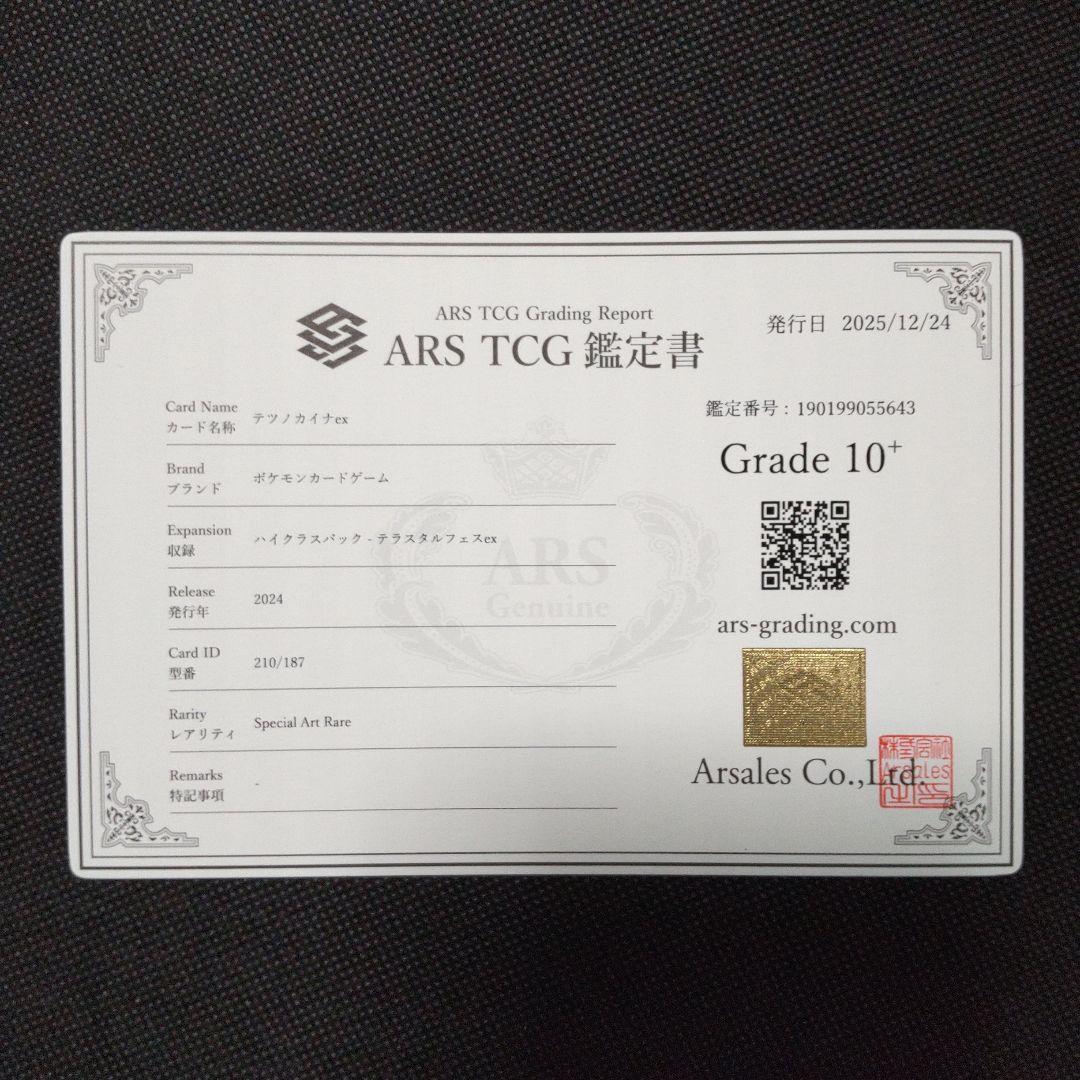 ARS TCG Grading Report
ARS TCG 鑑定書
発行日 2025/12/24
Card Name
カード名称
テツノカイナex
Brand
ブランド
ポケモンカードゲーム
Expansion
収録
ハイクラスパック - テラスタルフェスex
Release
発行年
2024
Card ID
型番
210/187
Rarity
レアリティ
Special Art Rare
Remarks
特記事項
-
ARS
Genuine
鑑定番号 : 190199055643
Grade 10+
ars-grading.com
Arsales Co.,Ltd.
株式会社
Arsales